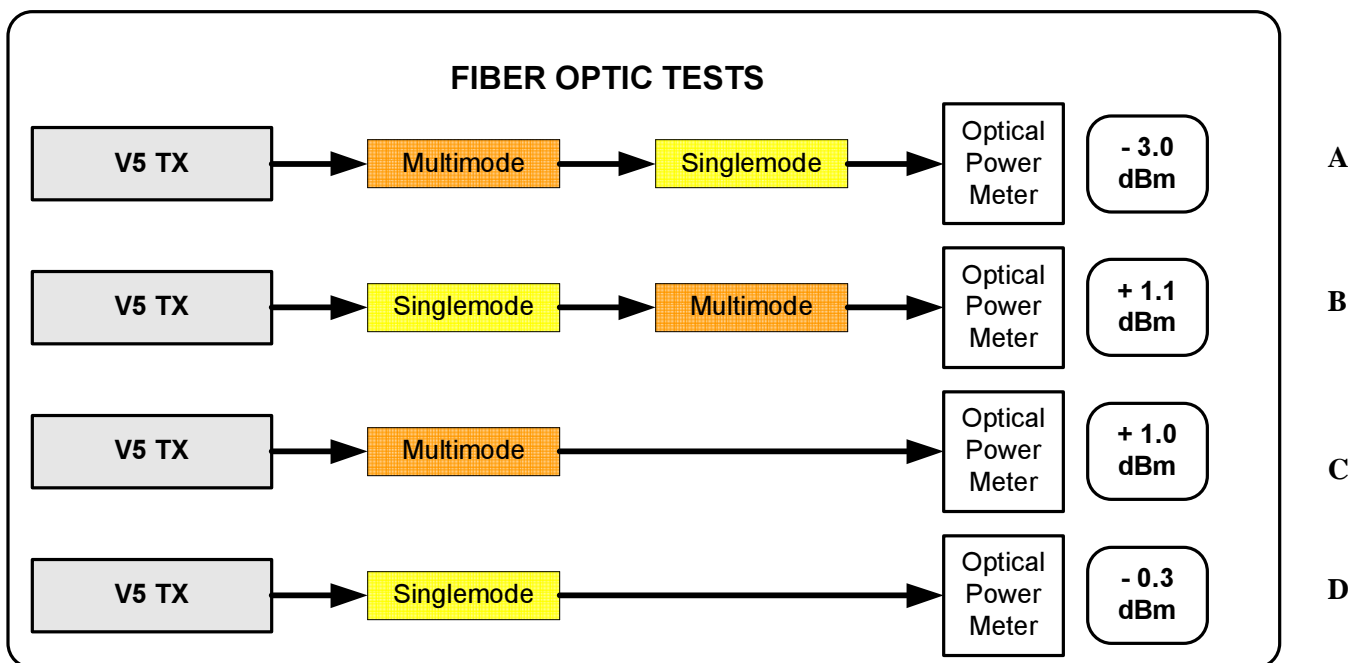 FIBER OPTIC TESTS
V5 TX
Multimode
Singlemode
Optical
Power
Meter
- 3.0
dBm
A
V5 TX
Singlemode
Multimode
Optical
Power
Meter
+ 1.1
dBm
B
V5 TX
Multimode
Optical
Power
Meter
+ 1.0
dBm
C
V5 TX
Singlemode
Optical
Power
Meter
- 0.3
dBm
D